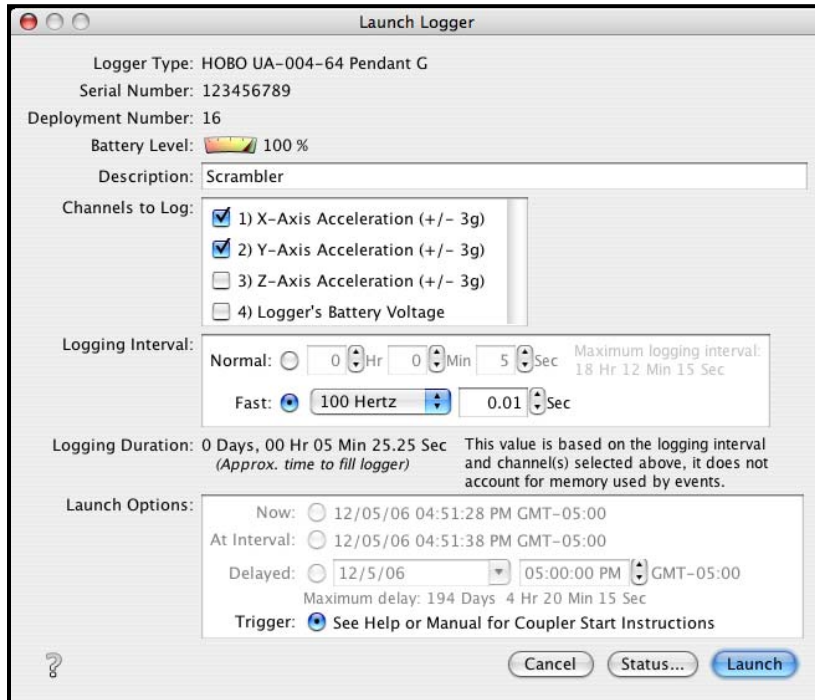 Launch Logger
Logger Type: HOBO UA-004-64 Pendant G
Serial Number: 123456789
Deployment Number: 16
Battery Level: 100 %
Description: Scrambler
Channels to Log:
1) X-Axis Acceleration (+/- 3g)
2) Y-Axis Acceleration (+/- 3g)
3) Z-Axis Acceleration (+/- 3g)
4) Logger's Battery Voltage
Logging Interval:
Normal: 0 Hr 0 Min 5 Sec
Maximum logging interval:
18 Hr 12 Min 15 Sec
Fast: 100 Hertz 0.01 Sec
Logging Duration: 0 Days, 00 Hr 05 Min 25.25 Sec
(Approx. time to fill logger)
This value is based on the logging interval
and channel(s) selected above, it does not
account for memory used by events.
Launch Options:
Now: 12/05/06 04:51:28 PM GMT-05:00
At Interval: 12/05/06 04:51:38 PM GMT-05:00
Delayed: 12/5/06 05:00:00 PM GMT-05:00
Maximum delay: 194 Days 4 Hr 20 Min 15 Sec
Trigger: See Help or Manual for Coupler Start Instructions
? Cancel Status... Launch